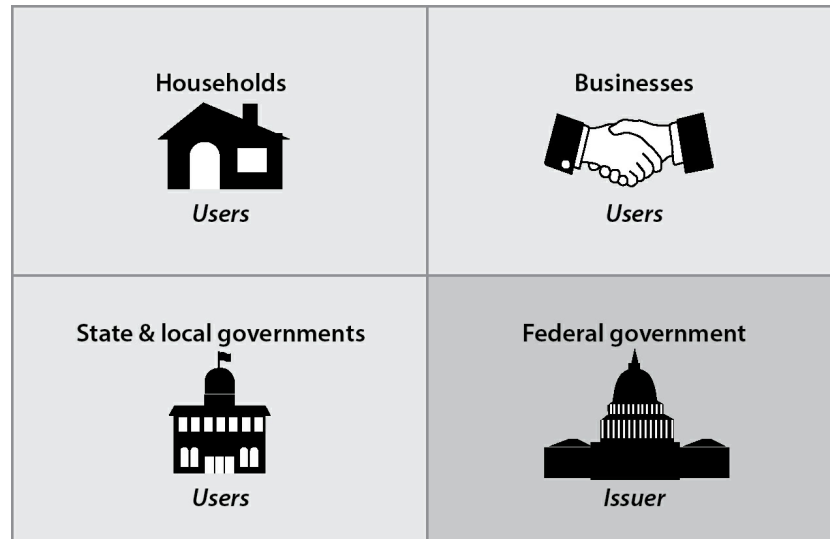 Households
Users
Businesses
Users
State & local governments
Users
Federal government
Issuer